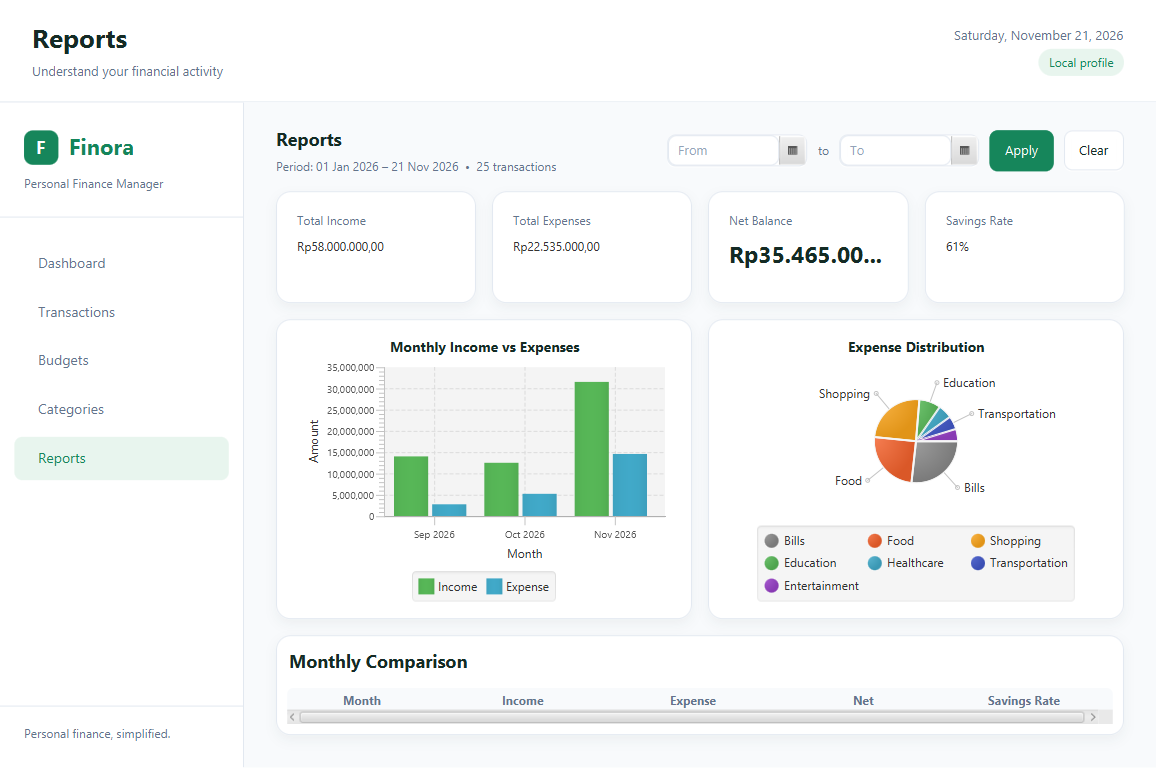 Reports
Understand your financial activity
Saturday, November 21, 2026
Local profile
F
Finora
Personal Finance Manager
Dashboard
Transactions
Budgets
Categories
Reports
Personal finance, simplified.
Reports
Period: 01 Jan 2026 – 21 Nov 2026 • 25 transactions
From
to
To
Apply
Clear
Total Income
Rp58.000.000,00
Total Expenses
Rp22.535.000,00
Net Balance
Rp35.465.00...
Savings Rate
61%
Monthly Income vs Expenses
Amount
35,000,000
30,000,000
25,000,000
20,000,000
15,000,000
10,000,000
5,000,000
0
Sep 2026
Oct 2026
Nov 2026
Month
Income
Expense
Expense Distribution
Education
Shopping
Transportation
Food
Bills
Bills
Food
Shopping
Education
Healthcare
Transportation
Entertainment
Monthly Comparison
Month
Income
Expense
Net
Savings Rate